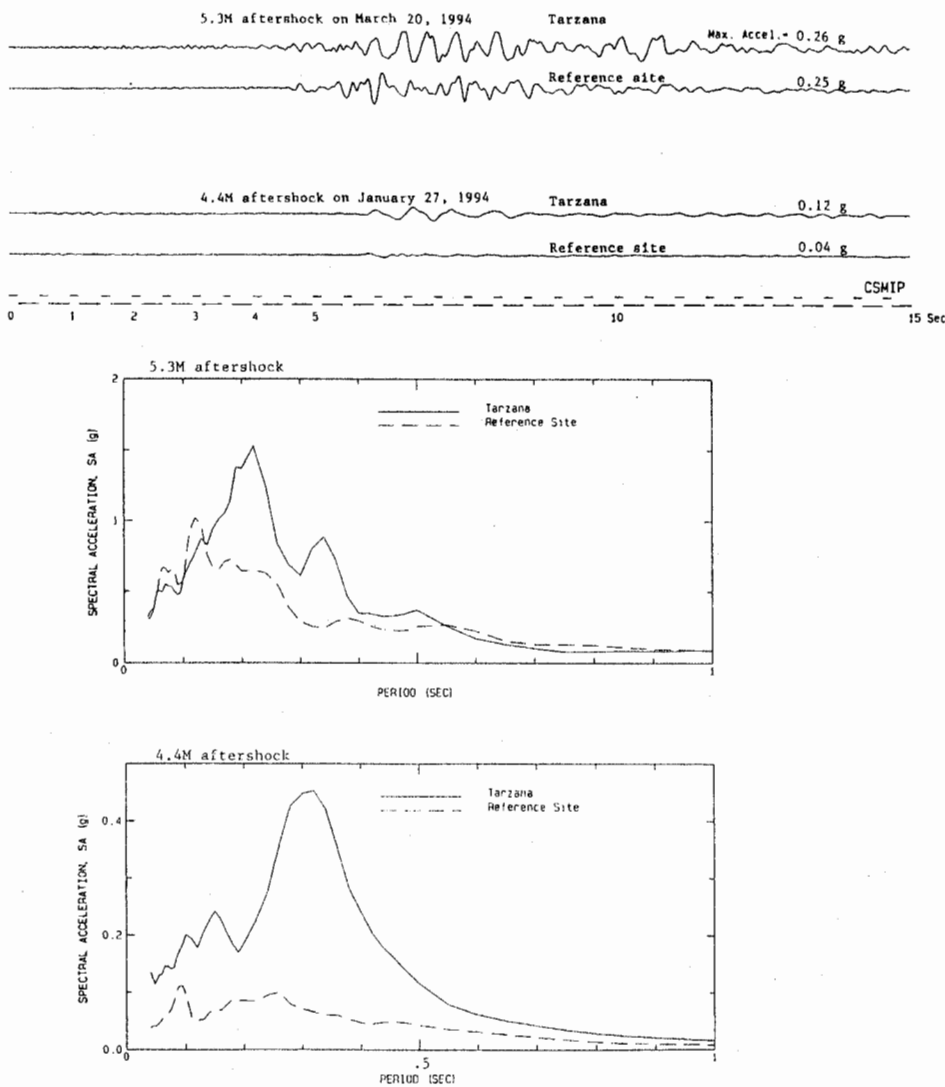 5.3M aftershock on March 20, 1994 Tarzana
Max. Accel.= 0.26 g
Reference site 0.25 g
4.4M aftershock on January 27, 1994 Tarzana 0.12 g
Reference site 0.04 g
CSMIP
0 1 2 3 4 5 10 15 Sec
5.3M aftershock
2
Tarzana
Reference Site
SPECTRAL ACCELERATION, SA (g)
1
0
0 1
PERIOD (SEC)
4.4M aftershock
Tarzana
Reference Site
0.4
SPECTRAL ACCELERATION, SA (g)
0.2
0.0
0 .5 1
PERIOD (SEC)